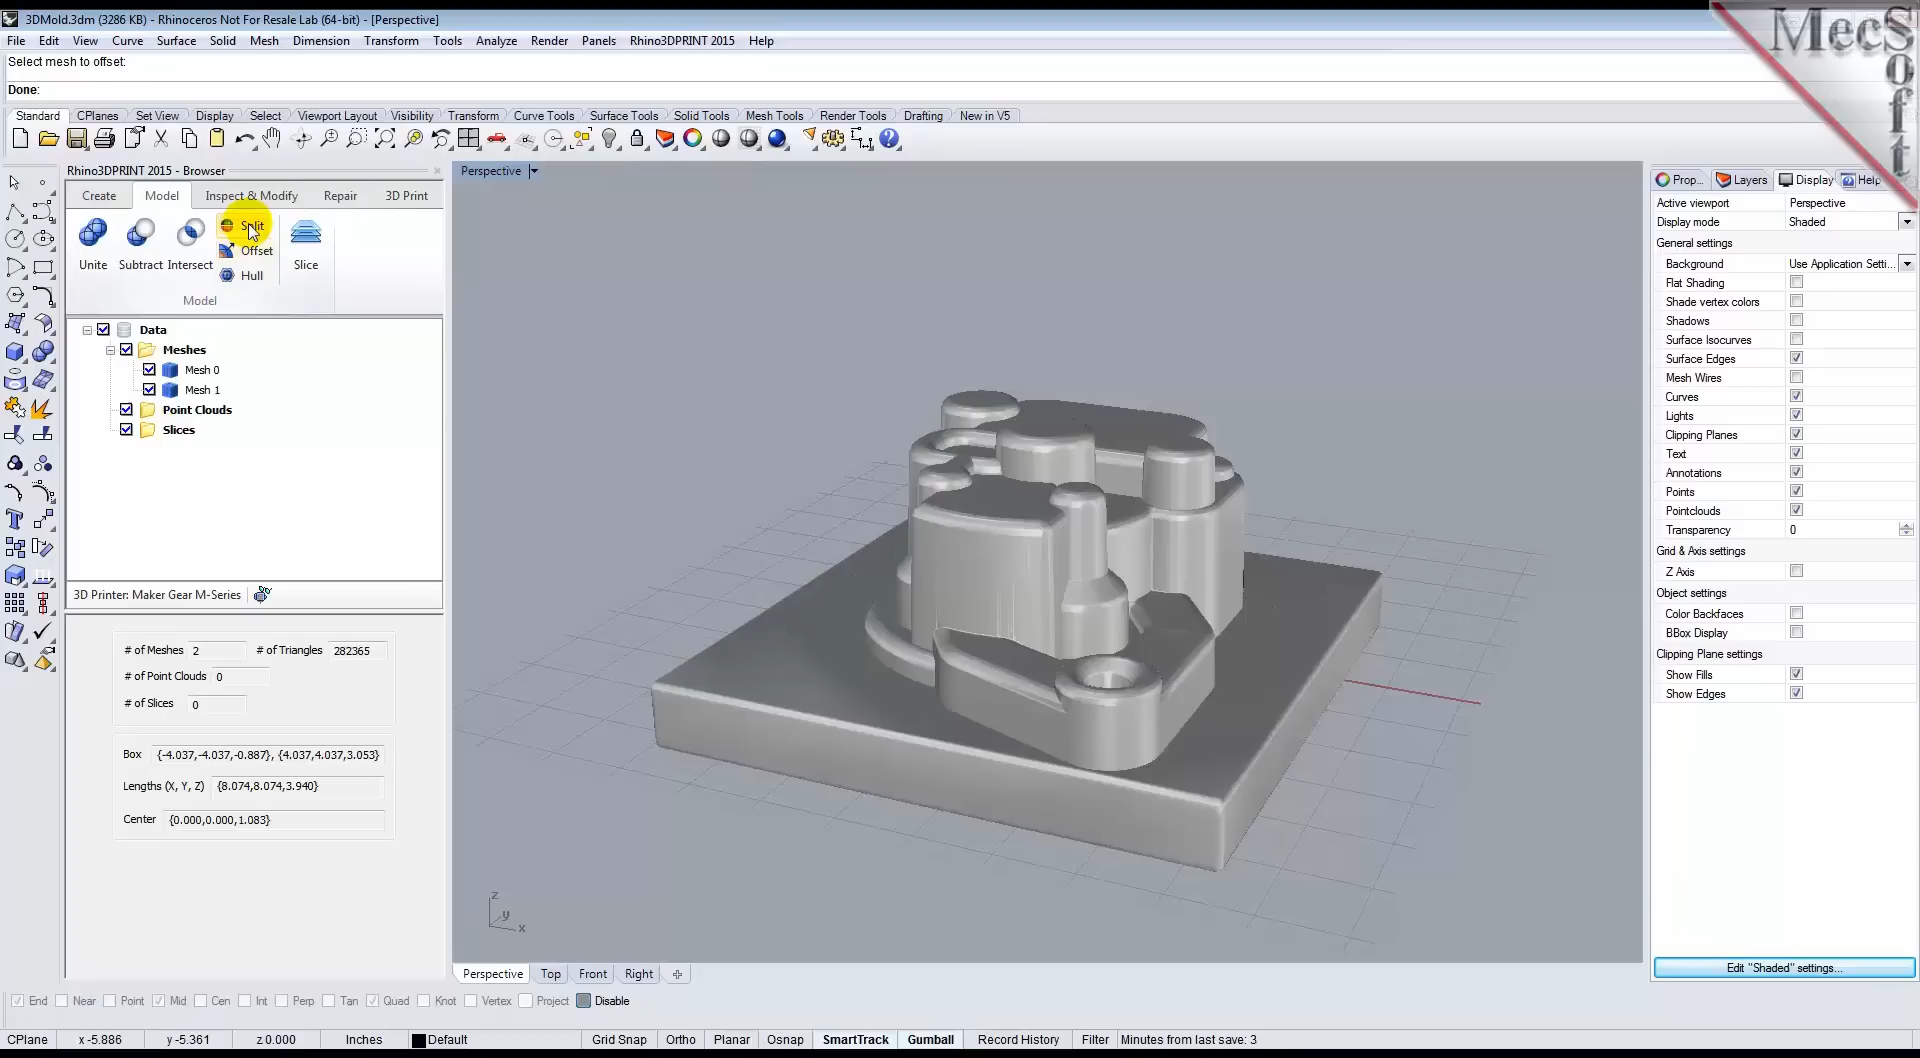 3DMold.3dm (3286 KB) - Rhinoceros Not For Resale Lab (64-bit) - [Perspective]
File Edit View Curve Surface Solid Mesh Dimension Transform Tools Analyze Render Panels Rhino3DPRINT 2015 Help
Select mesh to offset:
Done:
Standard CPlanes Set View Display Select Viewport Layout Visibility Transform Curve Tools Surface Tools Solid Tools Mesh Tools Render Tools Drafting New in V5
MecSoft
Rhino3DPRINT 2015 - Browser
Create Model Inspect & Modify Repair 3D Print
Split
Offset
Hull
Unite Subtract Intersect Slice
Model
Data
Meshes
Mesh 0
Mesh 1
Point Clouds
Slices
3D Printer: Maker Gear M-Series
# of Meshes 2 # of Triangles 282365
# of Point Clouds 0
# of Slices 0
Box {-4.037,-4.037,-0.887}, {4.037,4.037,3.053}
Lengths (X, Y, Z) {8.074,8.074,3.940}
Center {0.000,0.000,1.083}
Perspective
z
y
x
Perspective Top Front Right
Prop... Layers Display Help
Active viewport Perspective
Display mode Shaded
General settings
Background Use Application Setti...
Flat Shading
Shade vertex colors
Shadows
Surface Isocurves
Surface Edges
Mesh Wires
Curves
Lights
Clipping Planes
Text
Annotations
Points
Pointclouds
Transparency 0
Grid & Axis settings
Z Axis
Object settings
Color Backfaces
BBox Display
Clipping Plane settings
Show Fills
Show Edges
Edit "Shaded" settings...
End Near Point Mid Cen Int Perp Tan Quad Knot Vertex Project Disable
CPlane x -5.886 y -5.361 z 0.000 Inches Default Grid Snap Ortho Planar Osnap SmartTrack Gumball Record History Filter Minutes from last save: 3